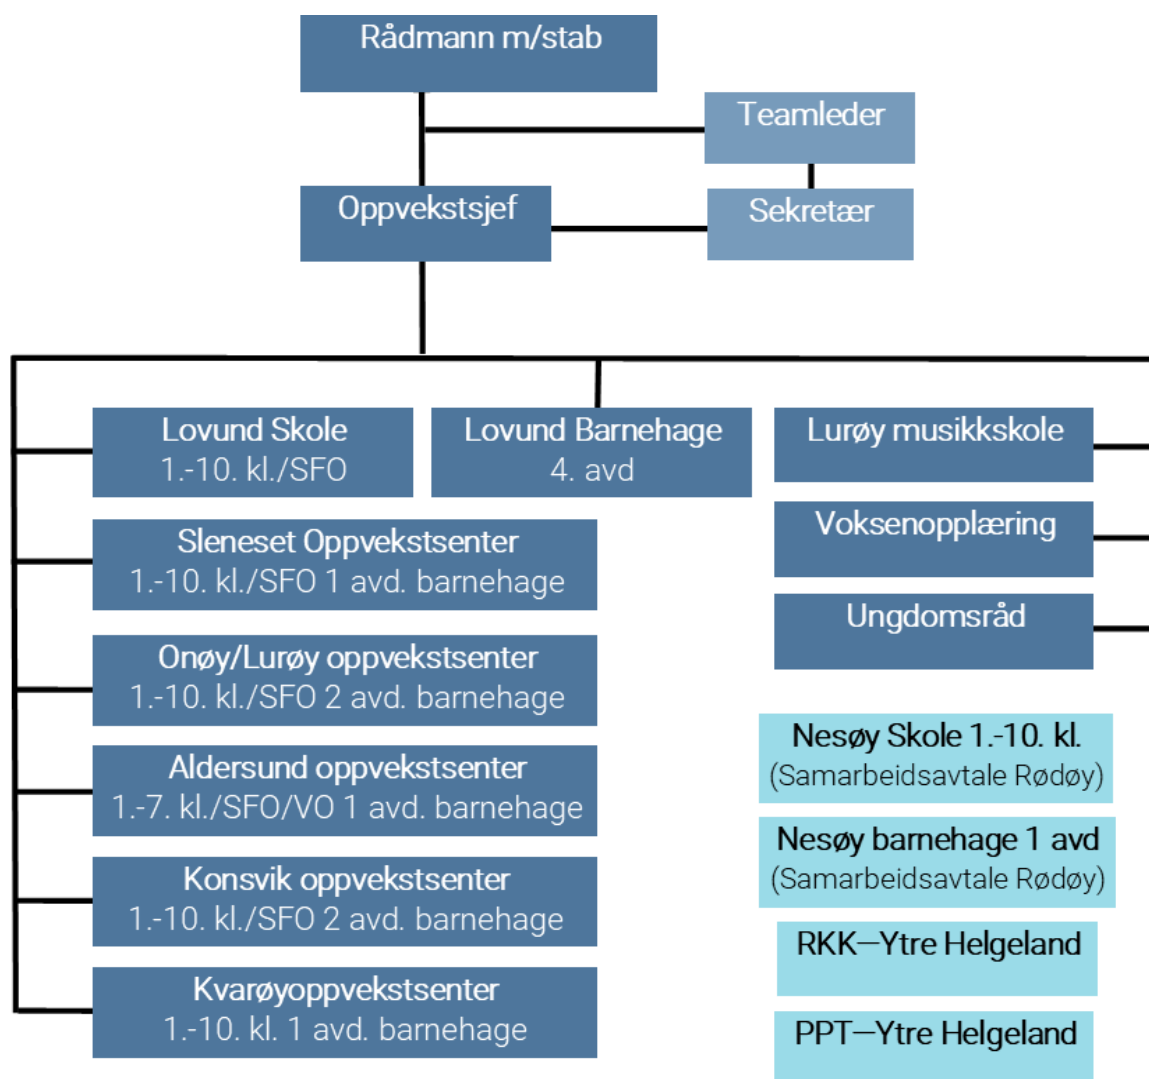 Rådmann m/stab
Teamleder
Oppvekstsjef
Sekretær
Lovund Skole
1.-10. kl./SFO
Lovund Barnehage
4. avd
Lurøy musikkskole
Sleneset Oppvekstsenter
1.-10. kl./SFO 1 avd. barnehage
Voksenopplæring
Onøy/Lurøy oppvekstsenter
1.-10. kl./SFO 2 avd. barnehage
Ungdomsråd
Aldersund oppvekstsenter
1.-7. kl./SFO/VO 1 avd. barnehage
Konsvik oppvekstsenter
1.-10. kl./SFO 2 avd. barnehage
Kvarøyoppvekstsenter
1.-10. kl. 1 avd. barnehage
Nesøy Skole 1.-10. kl.
(Samarbeidsavtale Rødøy)
Nesøy barnehage 1 avd
(Samarbeidsavtale Rødøy)
RKK—Ytre Helgeland
PPT—Ytre Helgeland